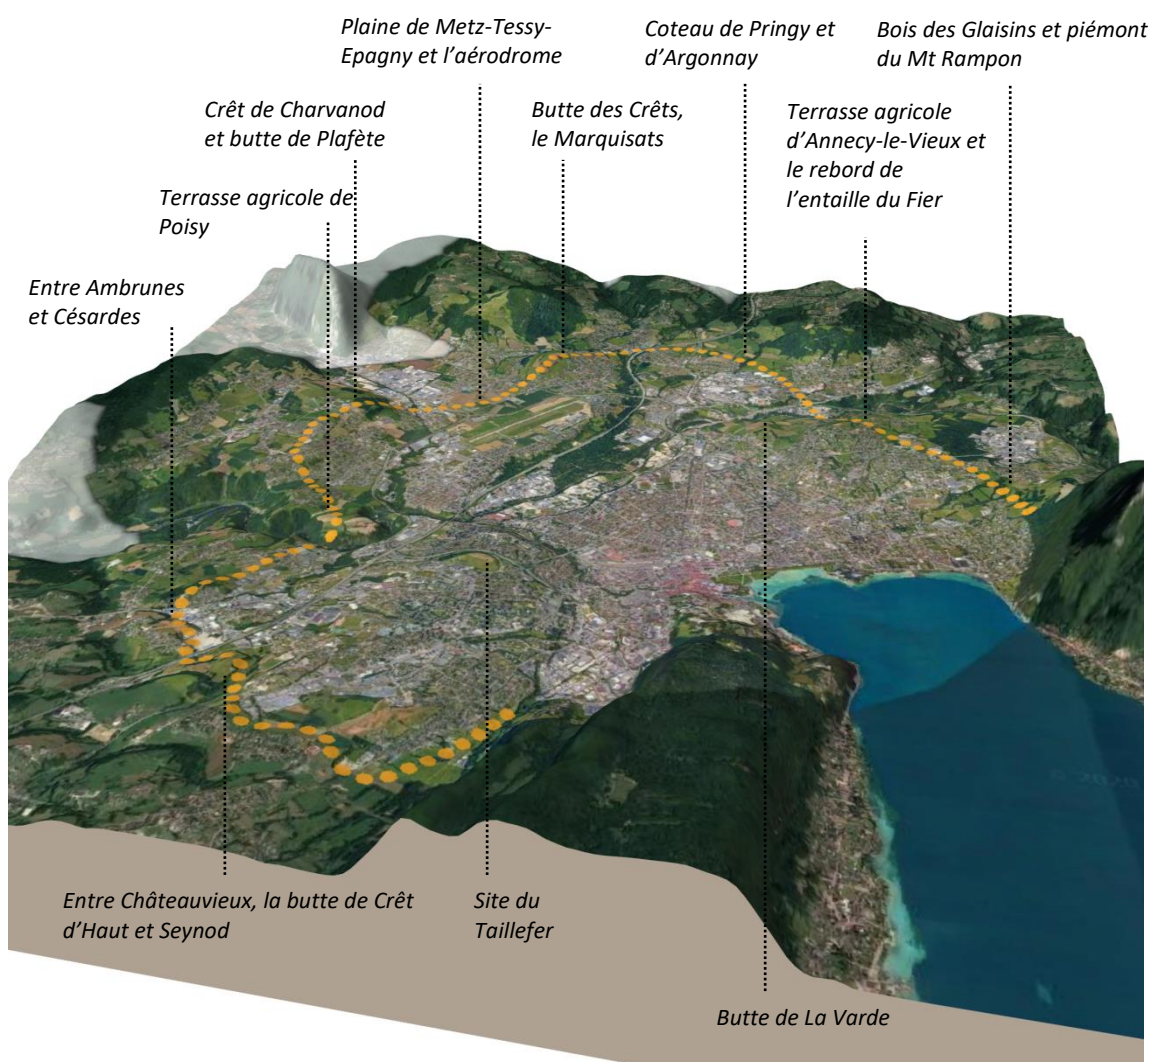 Plaine de Metz-Tessy-
Epagny et l’aérodrome
Coteau de Pringy et
d’Argonnay
Bois des Glaisins et piémont
du Mt Rampon
Crêt de Charvanod
et butte de Plafète
Butte des Crêts,
le Marquisats
Terrasse agricole
d’Annecy-le-Vieux et
le rebord de
l’entaille du Fier
Terrasse agricole de
Poisy
Entre Ambrunes
et Césardes
Entre Châteauvieux, la butte de Crêt
d’Haut et Seynod
Site du
Taillefer
Butte de La Varde